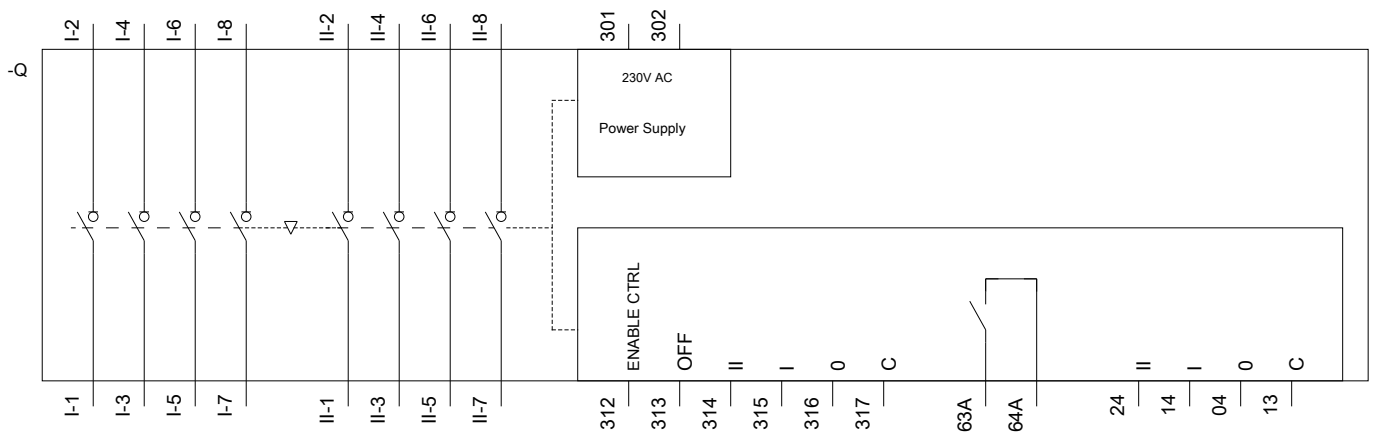 I-2
I-4
I-6
I-8
II-2
II-4
II-6
II-8
301
302
-Q
230V AC
Power Supply
ENABLE CTRL
OFF
II
I
0
C
II
I
0
C
I-1
I-3
I-5
I-7
II-1
II-3
II-5
II-7
312
313
314
315
316
317
63A
64A
24
14
04
13